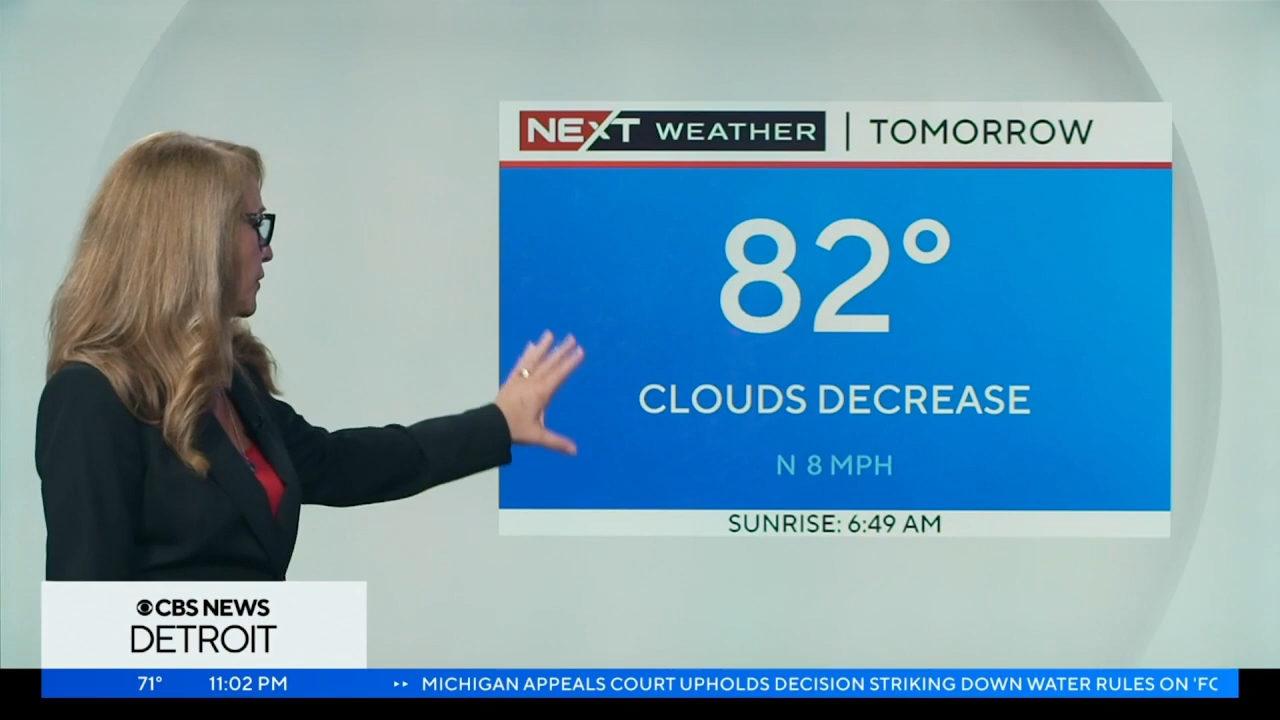 NEXT WEATHER | TOMORROW
82°
CLOUDS DECREASE
N 8 MPH
SUNRISE: 6:49 AM
CBS NEWS
DETROIT
71° 11:02 PM MICHIGAN APPEALS COURT UPHOLDS DECISION STRIKING DOWN WATER RULES ON 'FO